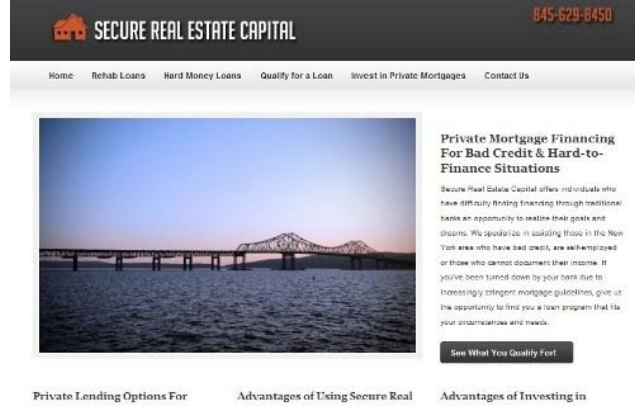 SECURE REAL ESTATE CAPITAL
845-629-8450
Home Rehab Loans Hard Money Loans Qualify for a Loan Invest in Private Mortgages Contact Us
Private Mortgage Financing
For Bad Credit & Hard-to-
Finance Situations
Secure Real Estate Capital offers individuals who
have difficulty finding financing through traditional
banks an opportunity to realize their goals and
dreams. We specialize in assisting those in the New
York area who have bad credit, are self-employed
or those who cannot document their income. If
you've been turned down by your bank due to
increasingly stringent mortgage guidelines, give us
the opportunity to find you a loan program that fits
your circumstances and needs.
See What You Qualify For!
Private Lending Options For
Advantages of Using Secure Real
Advantages of Investing in